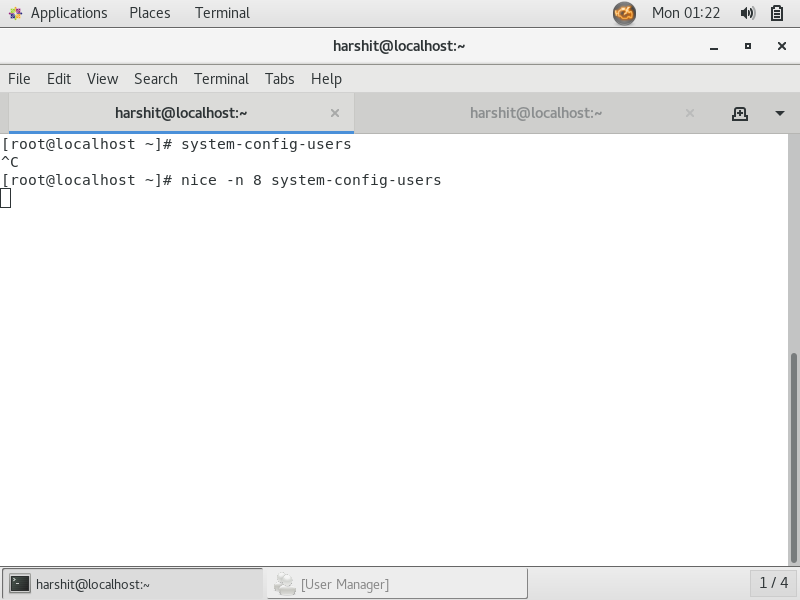 Applications Places Terminal Mon 01:22
harshit@localhost:~
File Edit View Search Terminal Tabs Help
harshit@localhost:~ harshit@localhost:~
[root@localhost ~]# system-config-users
^C
[root@localhost ~]# nice -n 8 system-config-users
harshit@localhost:~ [User Manager] 1 / 4